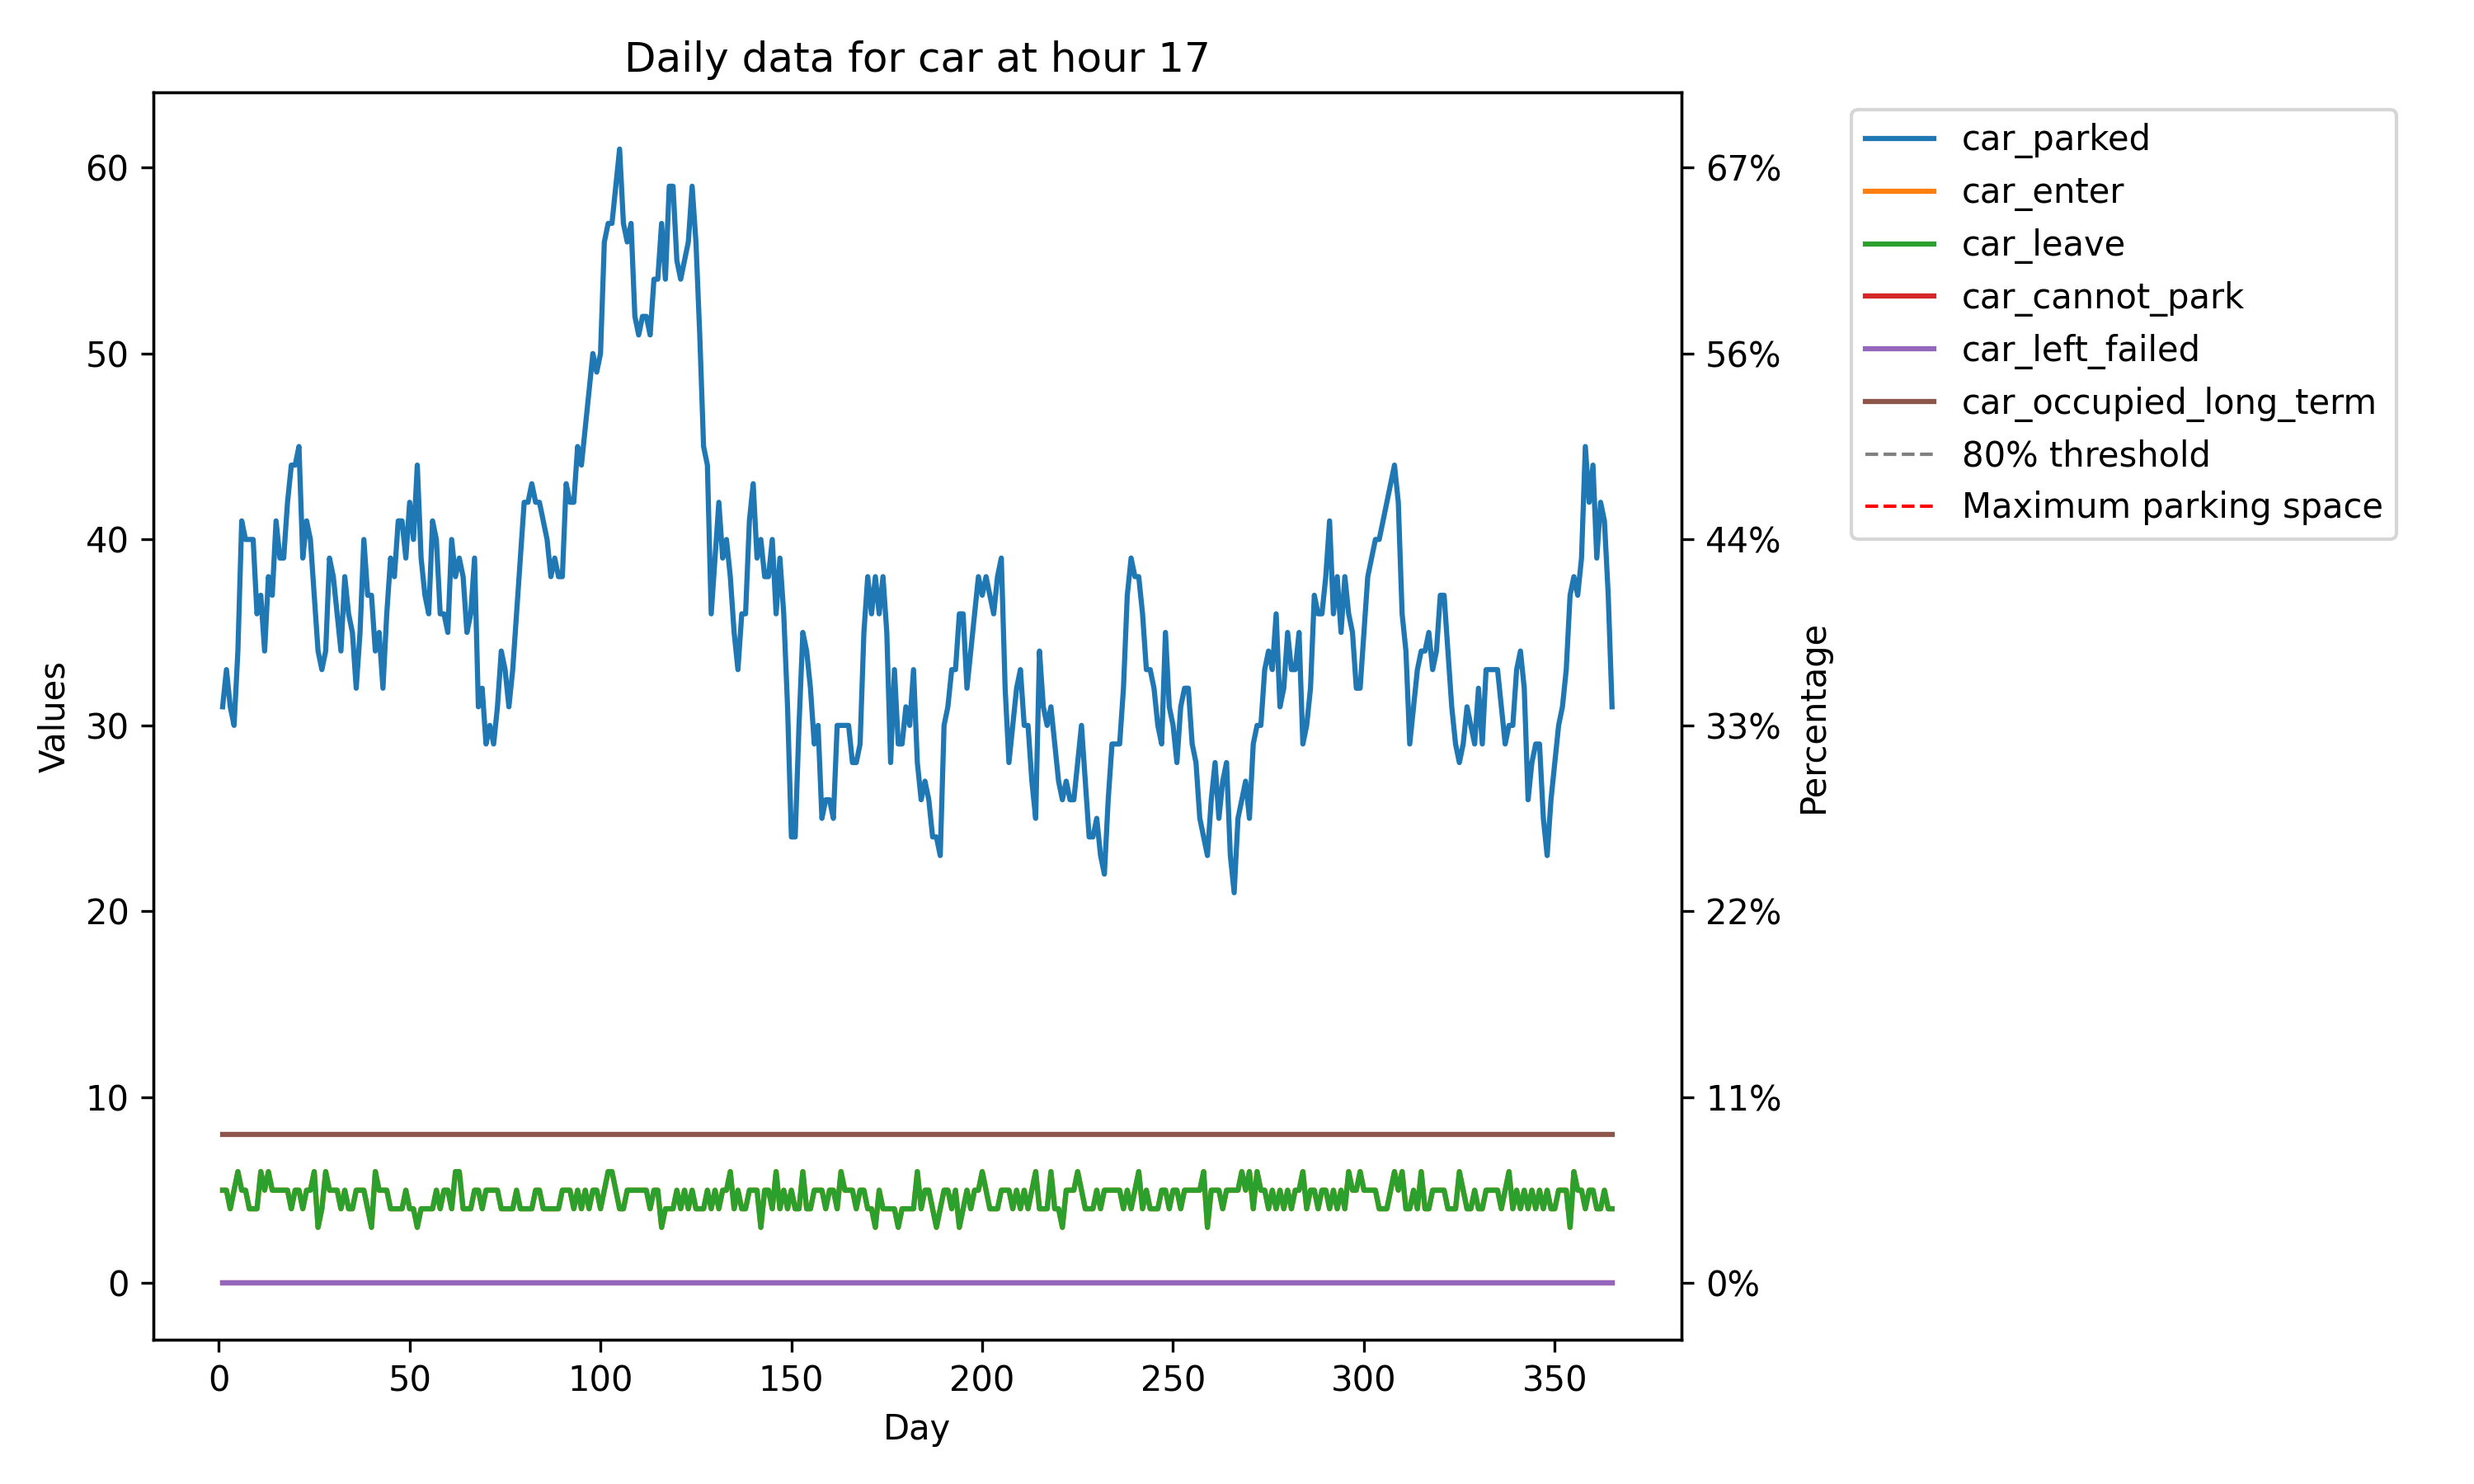 Daily data for car at hour 17
Values
60
50
40
30
20
10
0
0
50
100
150
200
250
300
350
Day
67%
56%
44%
33%
22%
11%
0%
Percentage
car_parked
car_enter
car_leave
car_cannot_park
car_left_failed
car_occupied_long_term
80% threshold
Maximum parking space